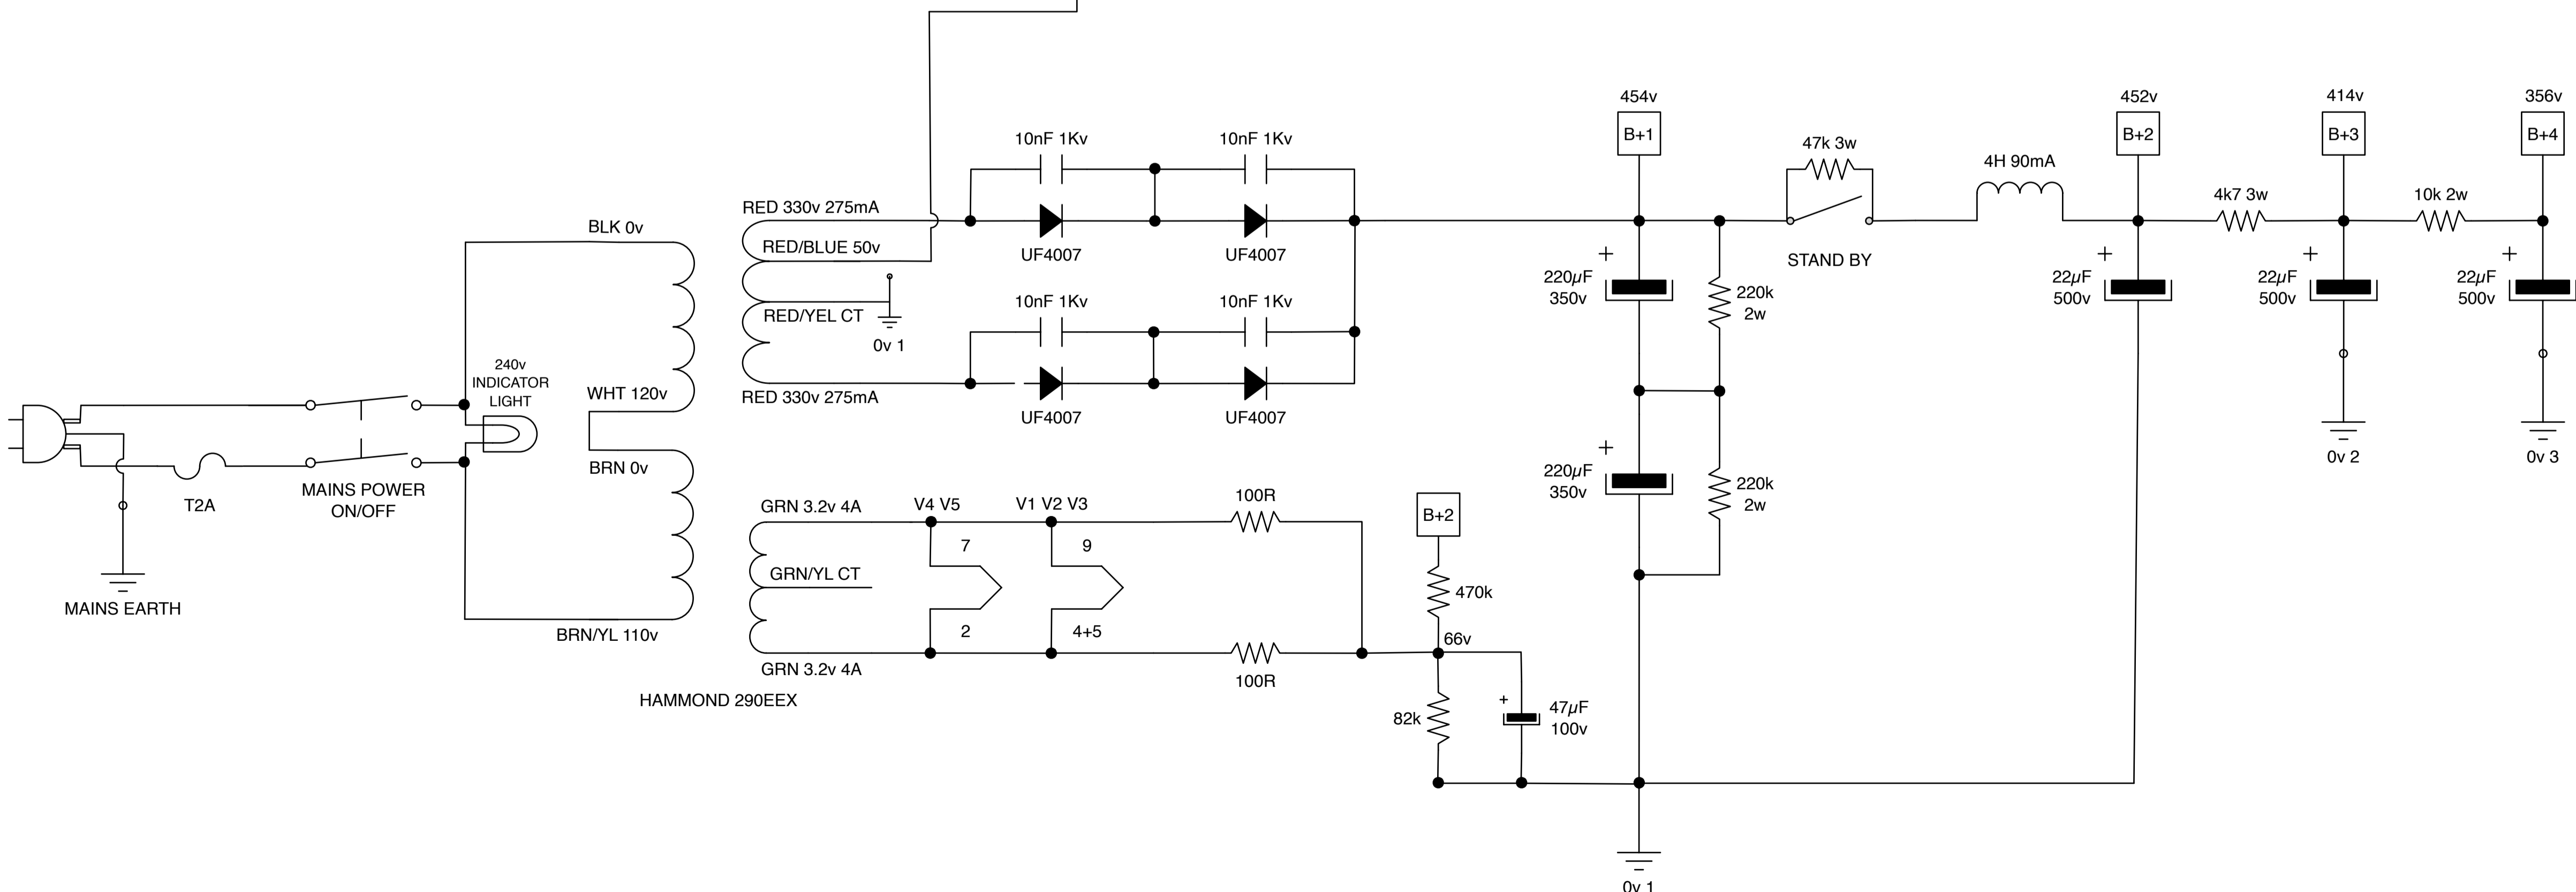 454v
B+1
452v
B+2
414v
B+3
356v
B+4
10nF 1Kv
10nF 1Kv
47k 3w
4H 90mA
4k7 3w
10k 2w
RED 330v 275mA
BLK 0v
RED/BLUE 50v
UF4007
UF4007
STAND BY
+
220µF
350v
220k
2w
+
22µF
500v
+
22µF
500v
+
22µF
500v
10nF 1Kv
10nF 1Kv
RED/YEL CT
0v 1
240v
INDICATOR
LIGHT
WHT 120v
RED 330v 275mA
UF4007
UF4007
0v 2
0v 3
BRN 0v
+
220µF
350v
220k
2w
T2A
MAINS POWER
ON/OFF
GRN 3.2v 4A
V4 V5
V1 V2 V3
100R
B+2
7
9
GRN/YL CT
470k
MAINS EARTH
BRN/YL 110v
2
4+5
66v
GRN 3.2v 4A
100R
HAMMOND 290EEX
82k
+
47µF
100v
0v 1